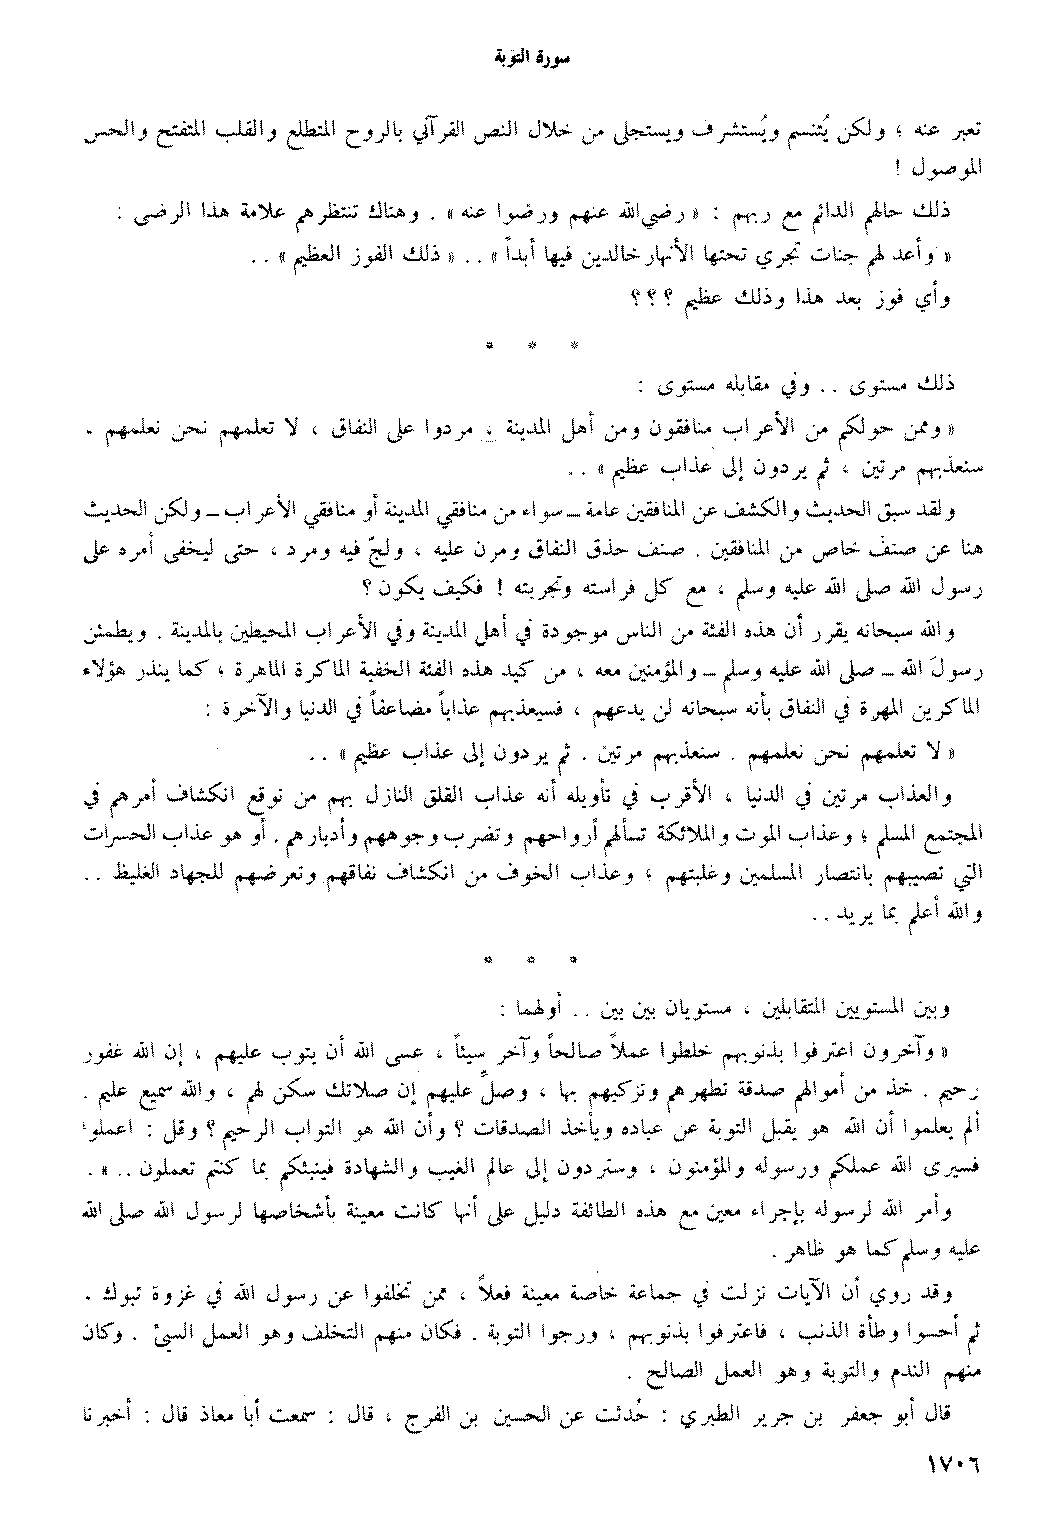 سورة التوبة
تعبر عنه ؛ ولكن يُتنسم ويُستشرف ويستجلى من خلال النص القرآني بالروح المتطلع والقلب المتفتح والحس
الموصول !
ذلك حالهم الدائم مع ربهم : « رضي الله عنهم ورضوا عنه » . وهناك تنتظرهم علامة هذا الرضى :
« وأعد لهم جنات تجري تحتها الأنهار خالدين فيها أبداً » .. « ذلك الفوز العظيم » ..
وأي فوز بعد هذا وذلك عظيم ؟ ؟ ؟
* * *
ذلك مستوى .. وفي مقابله مستوى :
« وممن حولكم من الأعراب منافقون ومن أهل المدينة ، مردوا على النفاق ، لا تعلمهم نحن نعلمهم .
سنعذبهم مرتين ، ثم يردون إلى عذاب عظيم » ..
ولقد سبق الحديث والكشف عن المنافقين عامة – سواء من منافقي المدينة أو منافقي الأعراب – ولكن الحديث
هنا عن صنف خاص من المنافقين . صنف حذق النفاق ومرن عليه ، ولجّ فيه ومرد ، حتى ليخفى أمره على
رسول الله صلى الله عليه وسلم ، مع كل فراسته وتجربته ! فكيف يكون ؟
والله سبحانه يقرر أن هذه الفئة من الناس موجودة في أهل المدينة وفي الأعراب المحيطين بالمدينة . ويطمئن
رسولَ الله – صلى الله عليه وسلم – والمؤمنين معه ، من كيد هذه الفئة الخفية الماكرة الماهرة ؛ كما ينذر هؤلاء
الماكرين المهرة في النفاق بأنه سبحانه لن يدعهم ، فسيعذبهم عذاباً مضاعفاً في الدنيا والآخرة :
« لا تعلمهم نحن نعلمهم . سنعذبهم مرتين . ثم يردون إلى عذاب عظيم » ..
والعذاب مرتين في الدنيا ، الأقرب في تأويله أنه عذاب القلق النازل بهم من توقع انكشاف أمرهم في
المجتمع المسلم ؛ وعذاب الموت والملائكة تسألهم أرواحهم وتضرب وجوههم وأدبارهم . أو هو عذاب الحسرات
التي تصيبهم بانتصار المسلمين وغلبتهم ؛ وعذاب الخوف من انكشاف نفاقهم وتعرضهم للجهاد الغليظ ..
والله أعلم بما يريد ..
* * *
وبين المستويين المتقابلين ، مستويان بين بين .. أولهما :
« وآخرون اعترفوا بذنوبهم خلطوا عملاً صالحاً وآخر سيئاً ، عسى الله أن يتوب عليهم ، إن الله غفور
رحيم . خذ من أموالهم صدقة تطهرهم وتزكيهم بها ، وصلِّ عليهم إن صلاتك سكن لهم ، والله سميع عليم .
ألم يعلموا أن الله هو يقبل التوبة عن عباده ويأخذ الصدقات ؟ وأن الله هو التواب الرحيم ؟ وقل : اعملوا
فسيرى الله عملكم ورسوله والمؤمنون ، وستردون إلى عالم الغيب والشهادة فينبئكم بما كنتم تعملون .. » .
وأمر الله لرسوله بإجراء معين مع هذه الطائفة دليل على أنها كانت معينة بأشخاصها لرسول الله صلى الله
عليه وسلم كما هو ظاهر .
وقد روي أن الآيات نزلت في جماعة خاصة معينة فعلاً ، ممن تخلفوا عن رسول الله في غزوة تبوك .
ثم أحسوا وطأة الذنب ، فاعترفوا بذنوبهم ، ورجوا التوبة . فكان منهم التخلف وهو العمل السيئ . وكان
منهم الندم والتوبة وهو العمل الصالح .
قال أبو جعفر بن جرير الطبري : حُدثت عن الحسين بن الفرج ، قال : سمعت أبا معاذ قال : أخبرنا
١٧٠٦